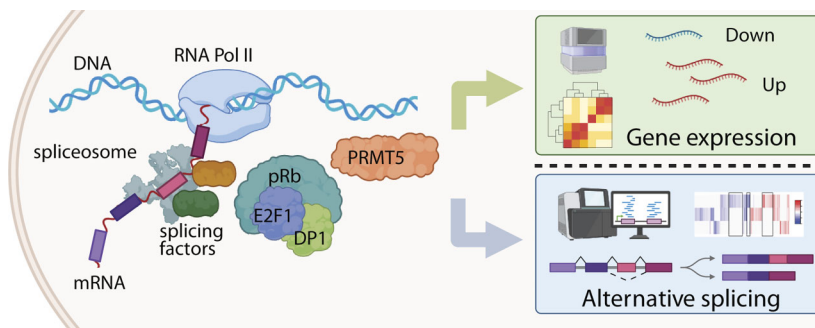 DNA
RNA Pol II
spliceosome
pRb
E2F1
DP1
PRMT5
splicing
factors
mRNA
Down
Up
Gene expression
Alternative splicing